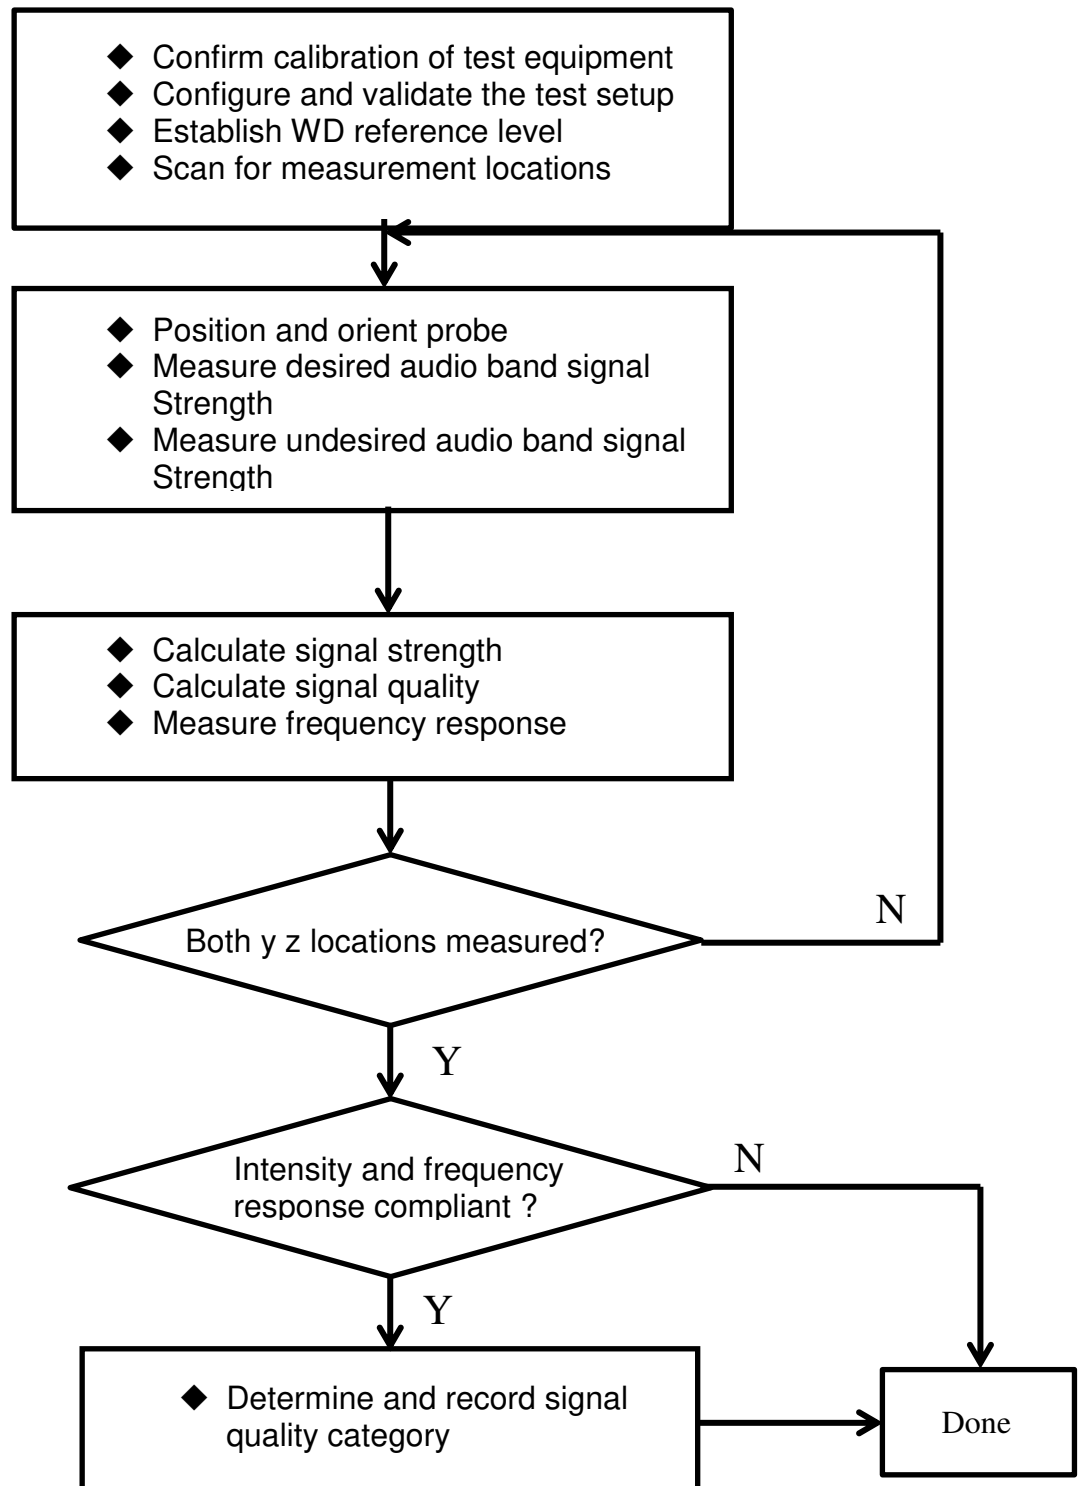 ◆ Confirm calibration of test equipment
◆ Configure and validate the test setup
◆ Establish WD reference level
◆ Scan for measurement locations
◆ Position and orient probe
◆ Measure desired audio band signal
Strength
◆ Measure undesired audio band signal
Strength
◆ Calculate signal strength
◆ Calculate signal quality
◆ Measure frequency response
Both y z locations measured?
N
Y
Intensity and frequency
response compliant ?
N
Y
◆ Determine and record signal
quality category
Done